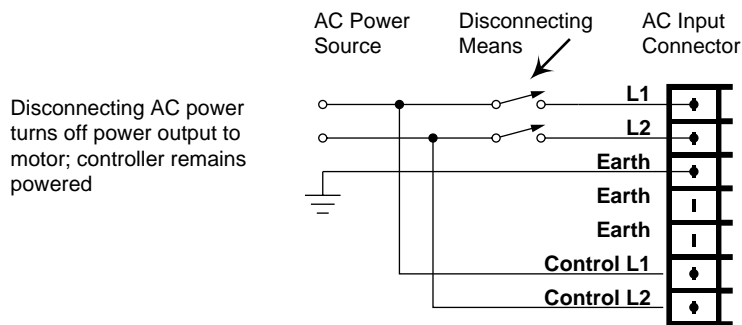 AC Power
Source
Disconnecting
Means
AC Input
Connector
Disconnecting AC power
turns off power output to
motor; controller remains
powered
L1
L2
Earth
Earth
Earth
Control L1
Control L2